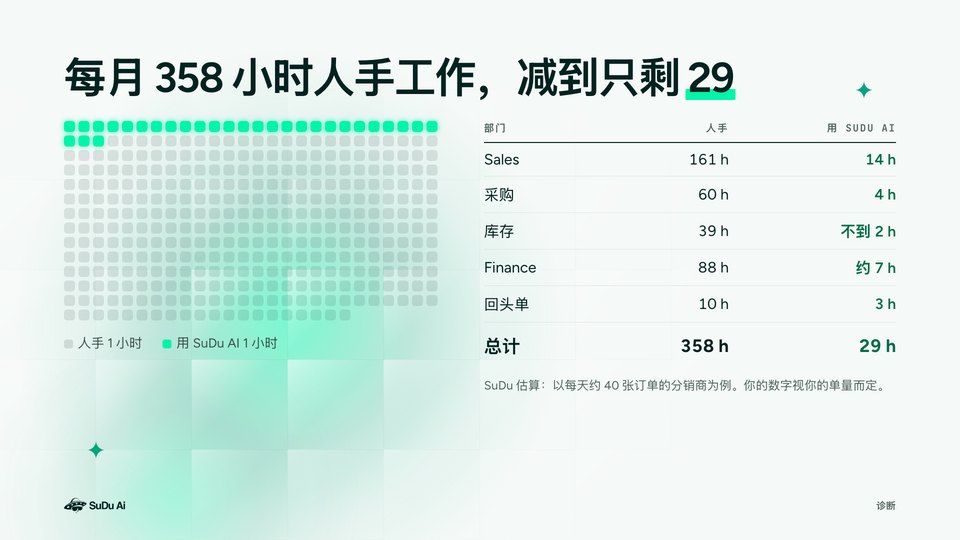 每月 358 小时人手工作，减到只剩 29
部门 人手 用 SUDU AI
Sales 161 h 14 h
采购 60 h 4 h
库存 39 h 不到 2 h
Finance 88 h 约 7 h
回头单 10 h 3 h
总计 358 h 29 h
人手 1 小时 用 SuDu AI 1 小时
SuDu 估算：以每天约 40 张订单的分销商为例。你的数字视你的单量而定。
SuDu Ai
诊断